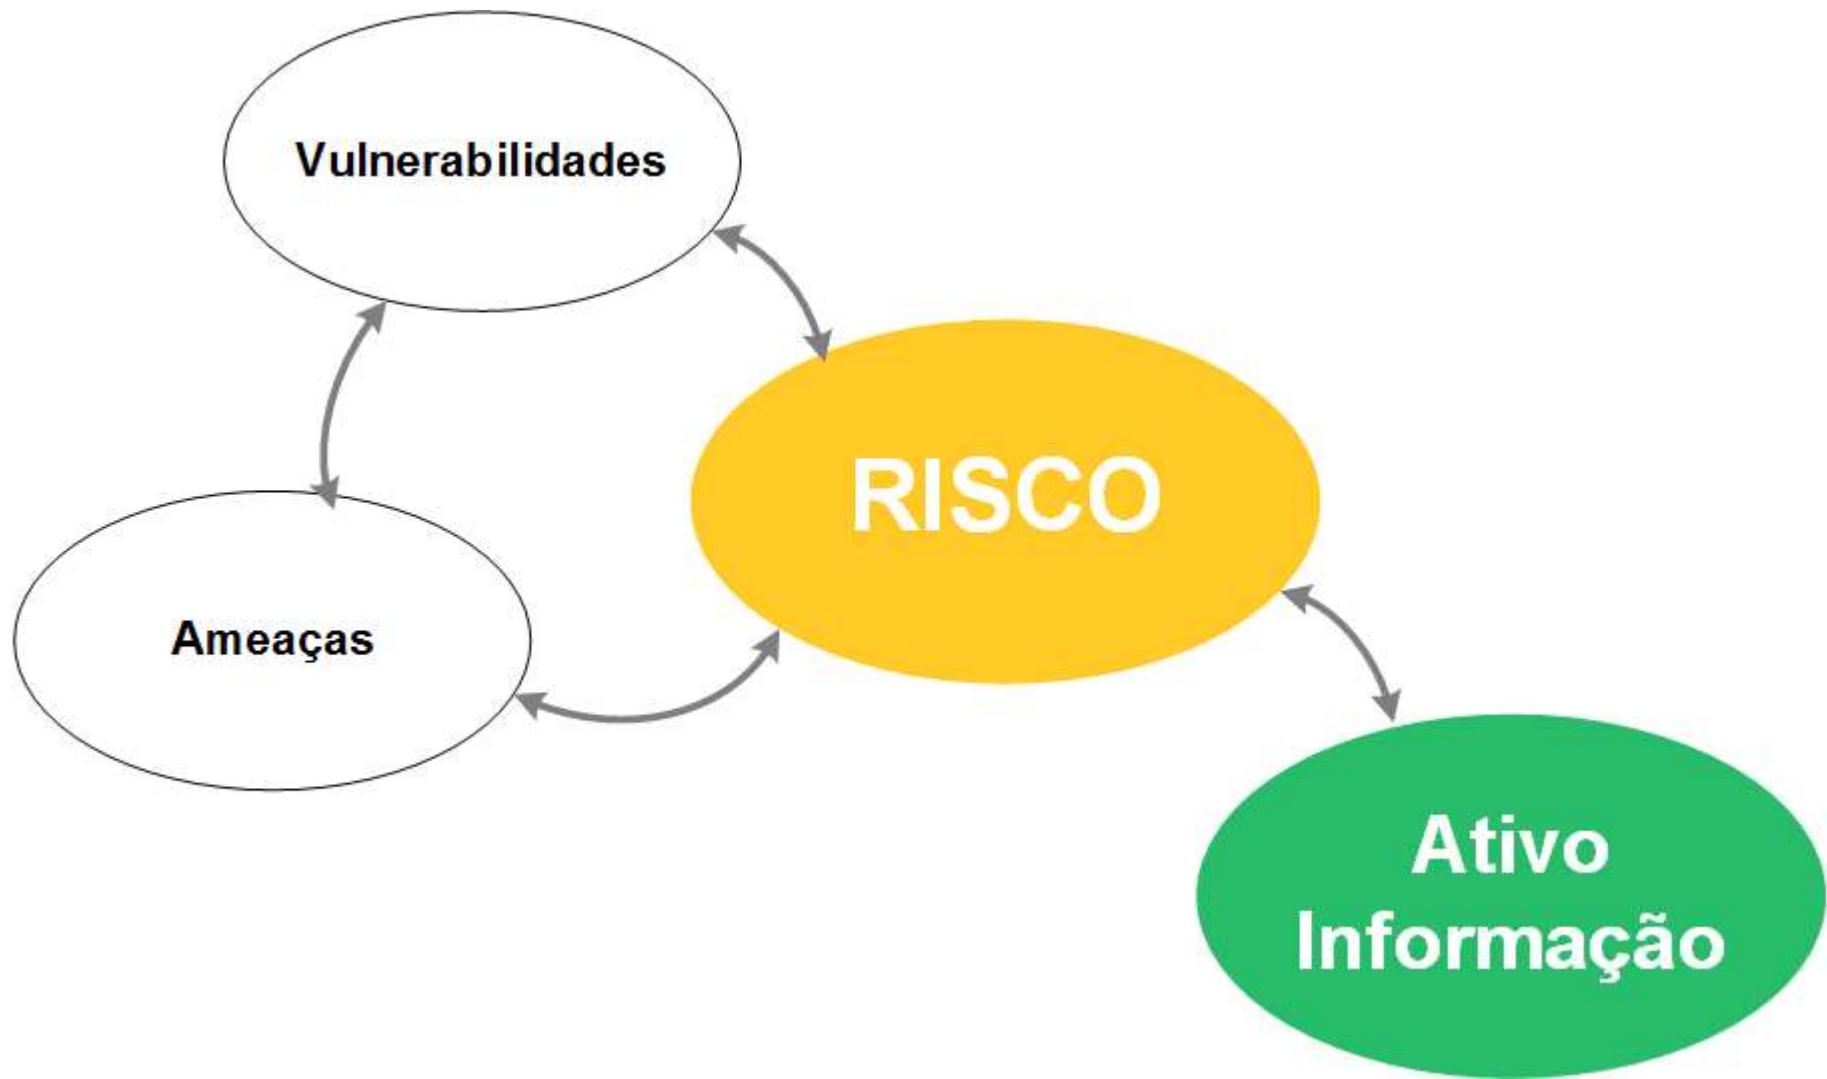 Vulnerabilidades
RISCO
Ameaças
Ativo
Informação